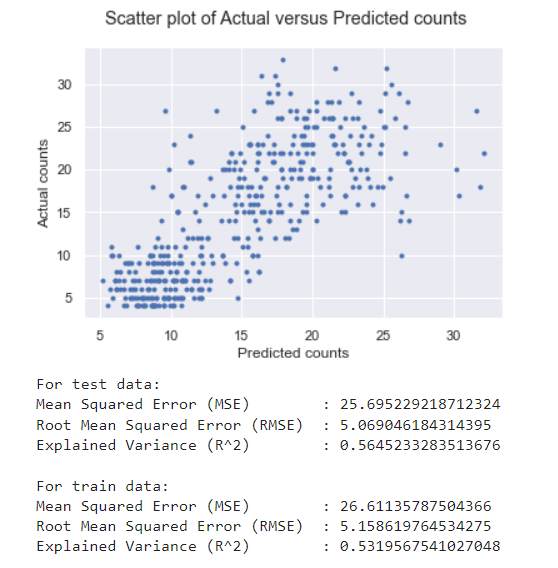 Scatter plot of Actual versus Predicted counts
30
25
20
15
10
5
Actual counts
5 10 15 20 25 30
Predicted counts
For test data:
Mean Squared Error (MSE) : 25.695229218712324
Root Mean Squared Error (RMSE) : 5.069046184314395
Explained Variance (R^2) : 0.5645233283513676
For train data:
Mean Squared Error (MSE) : 26.61135787504366
Root Mean Squared Error (RMSE) : 5.158619764534275
Explained Variance (R^2) : 0.5319567541027048